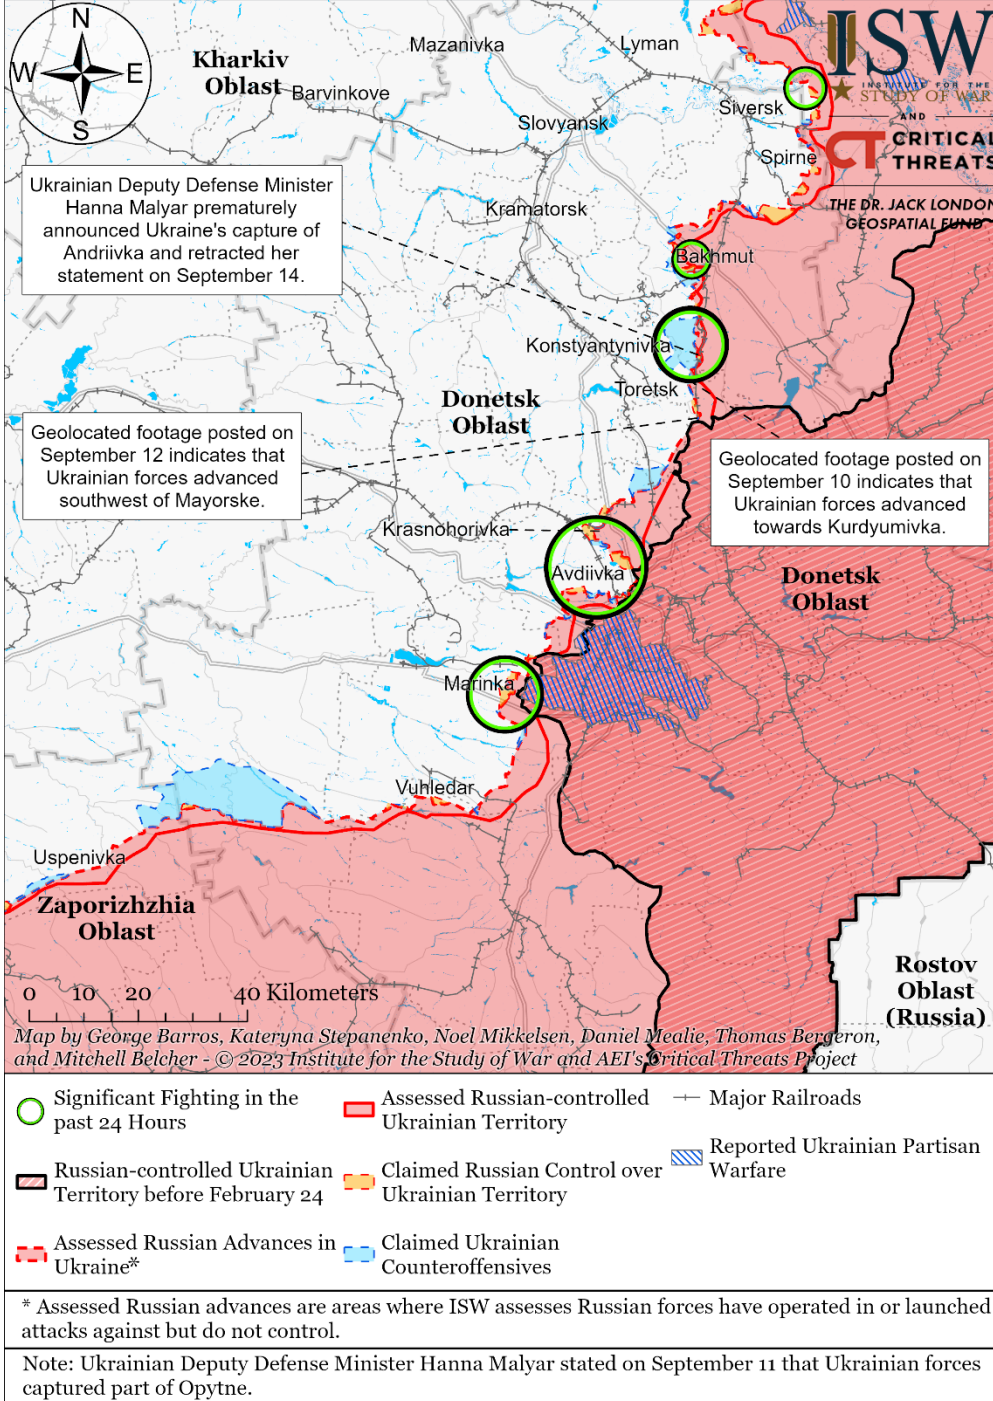 N
W E
S
Kharkiv
Oblast
Mazanivka
Lyman
Barvinkove
Slovyansk
Siversk
Spirne
ISW
INSTITUTE FOR THE
STUDY OF WAR
AND
CT CRITICAL
THREATS
THE DR. JACK LONDON
GEOSPATIAL FUND
Ukrainian Deputy Defense Minister
Hanna Malyar prematurely
announced Ukraine's capture of
Andriivka and retracted her
statement on September 14.
Kramatorsk
Bakhmut
Konstyantynivka
Toretsk
Donetsk
Oblast
Geolocated footage posted on
September 12 indicates that
Ukrainian forces advanced
southwest of Mayorske.
Geolocated footage posted on
September 10 indicates that
Ukrainian forces advanced
towards Kurdyumivka.
Krasnohorivka
Avdiivka
Donetsk
Oblast
Marinka
Vuhledar
Uspenivka
Zaporizhzhia
Oblast
Rostov
Oblast
(Russia)
0 10 20 40 Kilometers
Map by George Barros, Kateryna Stepanenko, Noel Mikkelsen, Daniel Mealie, Thomas Bergeron,
and Mitchell Belcher - © 2023 Institute for the Study of War and AEI's Critical Threats Project
Significant Fighting in the
past 24 Hours
Russian-controlled Ukrainian
Territory before February 24
Assessed Russian Advances in
Ukraine*
Assessed Russian-controlled
Ukrainian Territory
Claimed Russian Control over
Ukrainian Territory
Claimed Ukrainian
Counteroffensives
Major Railroads
Reported Ukrainian Partisan
Warfare
* Assessed Russian advances are areas where ISW assesses Russian forces have operated in or launched
attacks against but do not control.
Note: Ukrainian Deputy Defense Minister Hanna Malyar stated on September 11 that Ukrainian forces
captured part of Opytne.